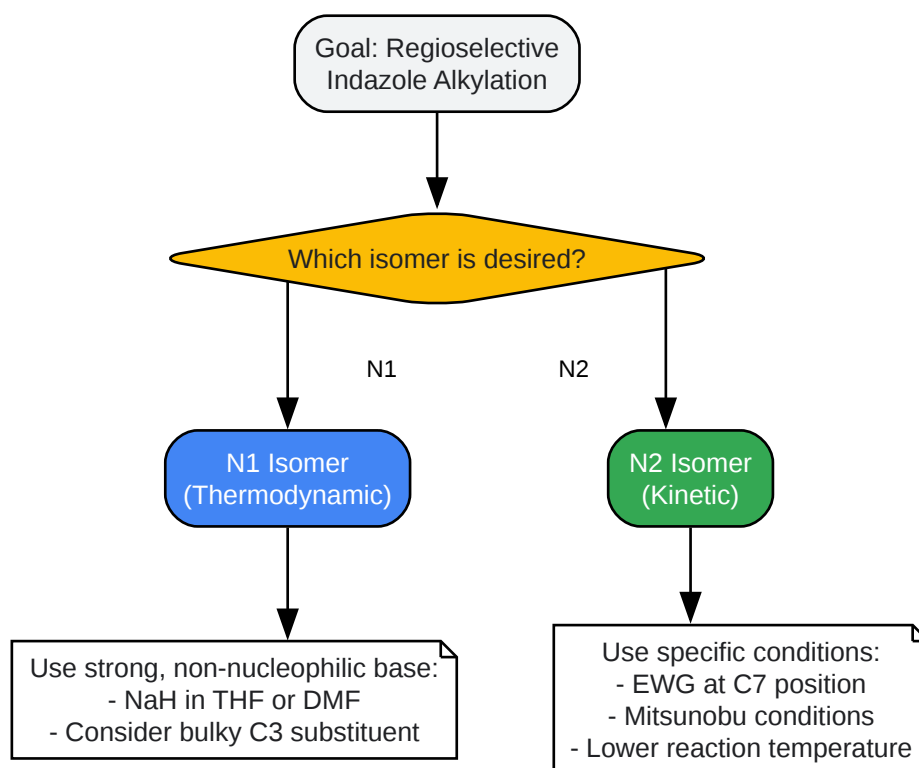 Goal: Regioselective
Indazole Alkylation
Which isomer is desired?
N1
N2
N1 Isomer
(Thermodynamic)
N2 Isomer
(Kinetic)
Use strong, non-nucleophilic base:
- NaH in THF or DMF
- Consider bulky C3 substituent
Use specific conditions:
- EWG at C7 position
- Mitsunobu conditions
- Lower reaction temperature